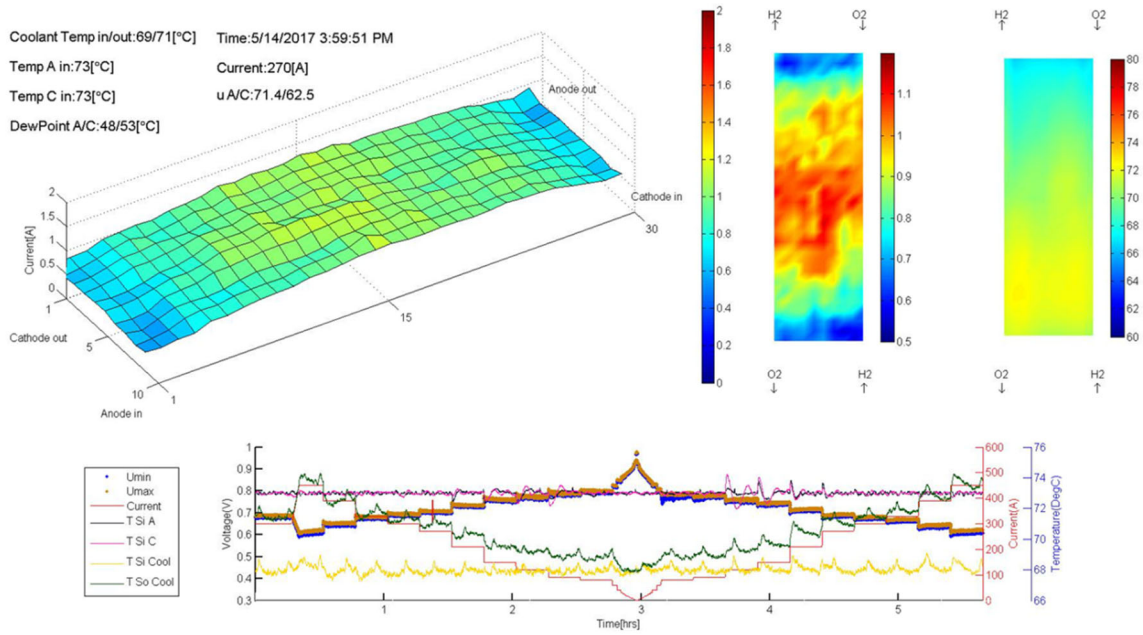 Coolant Temp in/out:69/71[°C]
Time:5/14/2017 3:59:51 PM
Temp A in:73[°C]
Current:270[A]
Temp C in:73[°C]
u A/C:71.4/62.5
DewPoint A/C:48/53[°C]
Anode out
Cathode in
30
15
2
1.5
1
0.5
0
Current[A]
1
5
10
1
Cathode out
Anode in
2
1.8
1.6
1.4
1.2
1
0.8
0.6
0.4
0.2
0
H2
O2
1.1
1
0.9
0.8
0.7
0.6
0.5
O2
H2
H2
O2
80
78
76
74
72
70
68
66
64
62
60
O2
H2
Umin
Umax
Current
T Si A
T Si C
T Si Cool
T So Cool
1
0.9
0.8
0.7
0.6
0.5
0.4
0.3
Voltage(V)
1
2
3
4
5
Time[hrs]
600
500
400
300
200
100
0
Current(A)
76
74
72
70
68
66
Temperature(DegC)